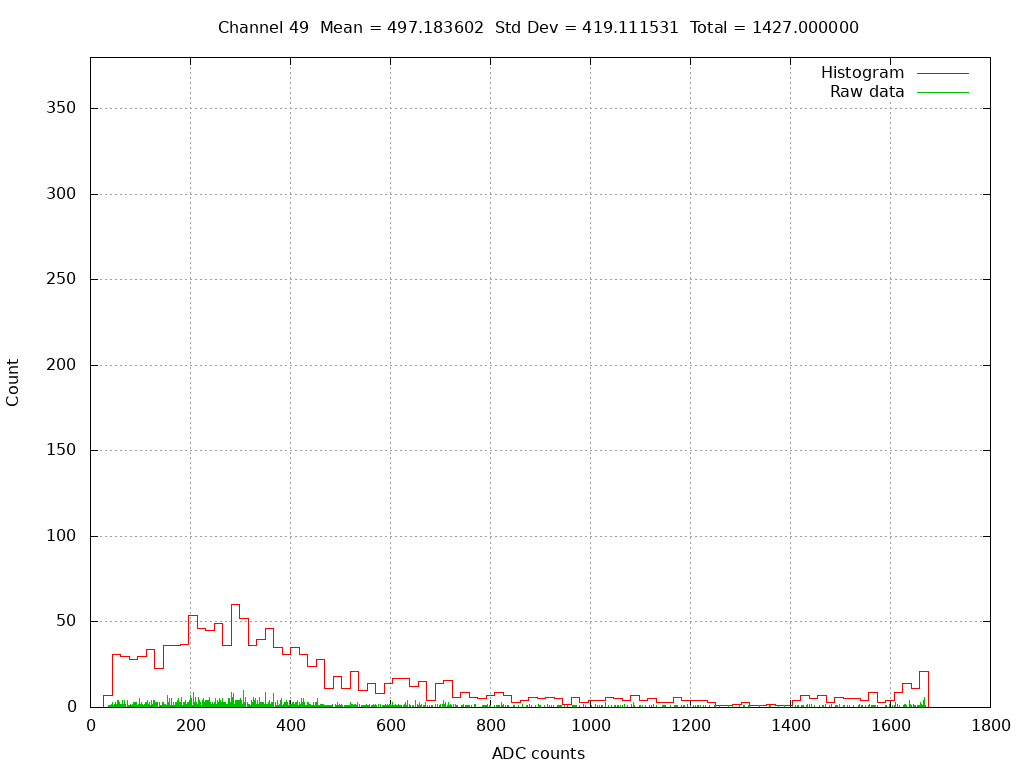 Channel 49  Mean = 497.183602  Std Dev = 419.111531  Total = 1427.000000
Histogram
Raw data
350
300
250
200
150
100
50
0
Count
0 200 400 600 800 1000 1200 1400 1600 1800
ADC counts